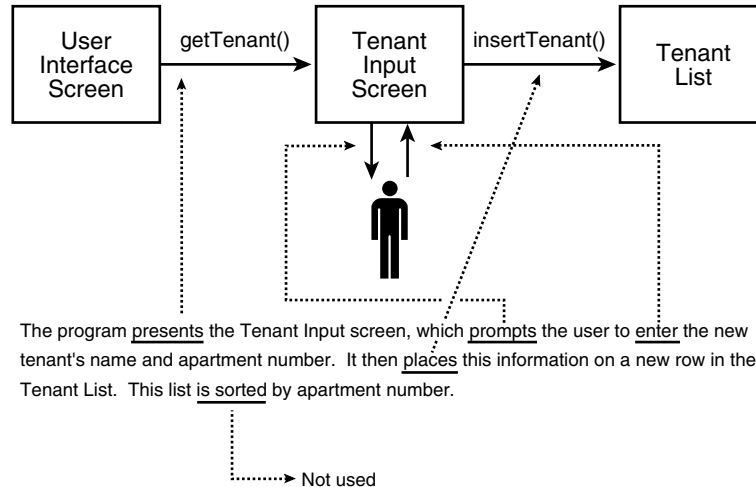 User
Interface
Screen
getTenant()
Tenant
Input
Screen
insertTenant()
Tenant
List
The program presents the Tenant Input screen, which prompts the user to enter the new
tenant's name and apartment number.  It then places this information on a new row in the
Tenant List.  This list is sorted by apartment number.
Not used